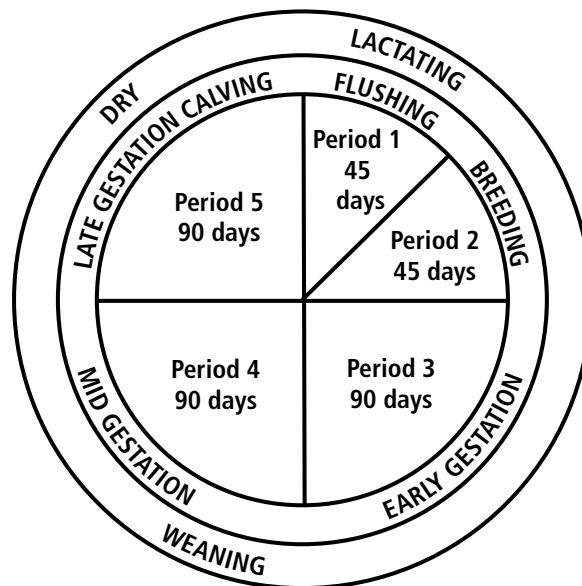 LACTATING
DRY
LATE GESTATION CALVING
FLUSHING
BREEDING
Period 1
45
days
Period 5
90 days
Period 2
45 days
Period 4
90 days
Period 3
90 days
MID GESTATION
EARLY GESTATION
WEANING